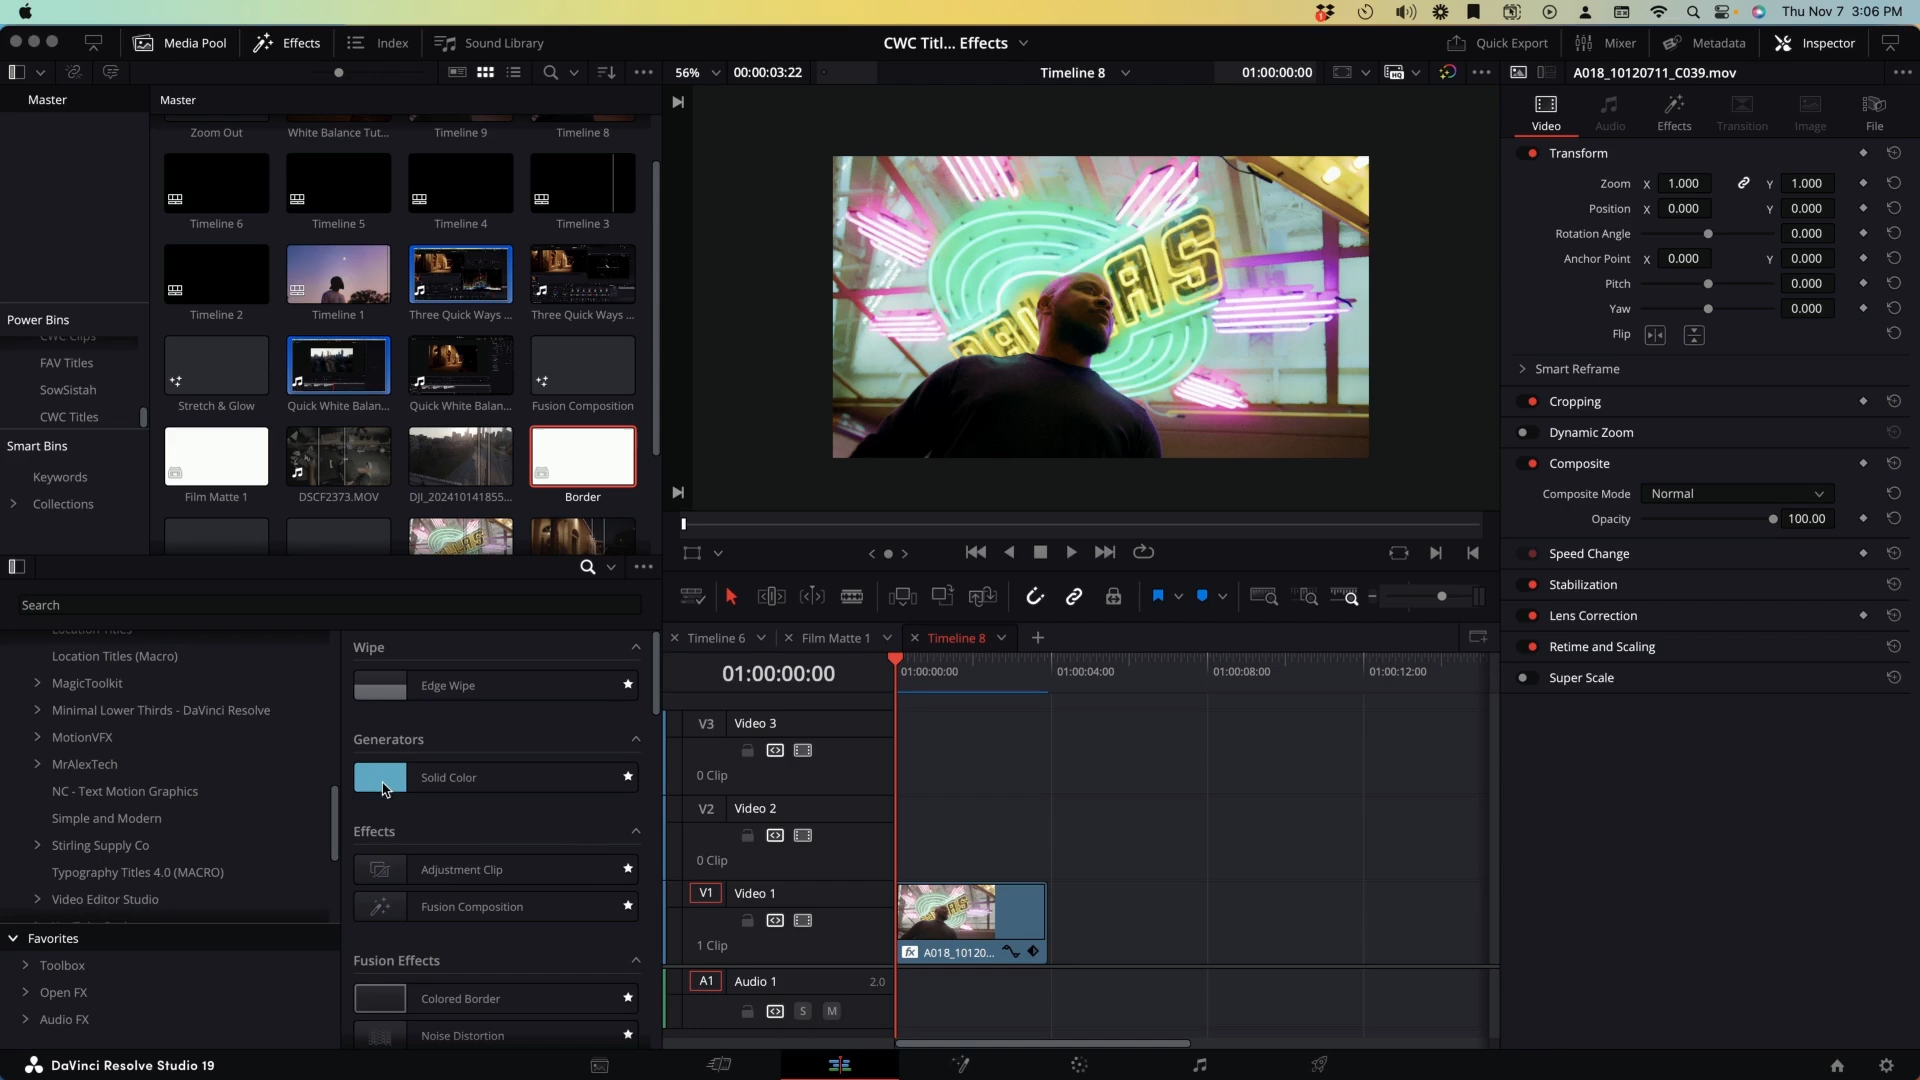 Thu Nov 7 3:06 PM
Media Pool
Effects
Index
Sound Library
CWC Titl... Effects
Quick Export
Mixer
Metadata
Inspector
56%
00:00:03:22
Timeline 8
01:00:00:00
A018_10120711_C039.mov
Master
Master
Zoom Out
White Balance Tut...
Timeline 9
Timeline 8
Timeline 6
Timeline 5
Timeline 4
Timeline 3
Timeline 2
Timeline 1
Three Quick Ways ...
Three Quick Ways ...
Stretch & Glow
Quick White Balan...
Quick White Balan...
Fusion Composition
Film Matte 1
DSCF2373.MOV
DJI_202410141855...
Border
Power Bins
CWC Clips
FAV Titles
SowSistah
CWC Titles
Smart Bins
Keywords
Collections
Video
Audio
Effects
Transition
Image
File
Transform
Zoom X 1.000 Y 1.000
Position X 0.000 Y 0.000
Rotation Angle 0.000
Anchor Point X 0.000 Y 0.000
Pitch 0.000
Yaw 0.000
Flip
Smart Reframe
Cropping
Dynamic Zoom
Composite
Composite Mode Normal
Opacity 100.00
Speed Change
Stabilization
Lens Correction
Retime and Scaling
Super Scale
Search
Location Titles
Location Titles (Macro)
MagicToolkit
Minimal Lower Thirds - DaVinci Resolve
MotionVFX
MrAlexTech
NC - Text Motion Graphics
Simple and Modern
Stirling Supply Co
Typography Titles 4.0 (MACRO)
Video Editor Studio
Favorites
Toolbox
Open FX
Audio FX
Wipe
Edge Wipe
Generators
Solid Color
Effects
Adjustment Clip
Fusion Composition
Fusion Effects
Colored Border
Noise Distortion
Timeline 6
Film Matte 1
Timeline 8
01:00:00:00
01:00:00:00
01:00:04:00
01:00:08:00
01:00:12:00
V3 Video 3
0 Clip
V2 Video 2
0 Clip
V1 Video 1
1 Clip
fx A018_10120...
A1 Audio 1 2.0
S M
DaVinci Resolve Studio 19